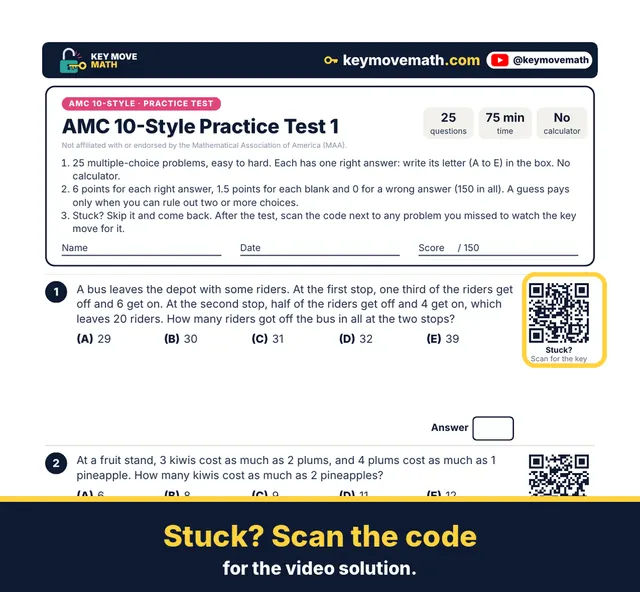 KEY MOVE
MATH
keymovemath.com
@keymovemath
AMC 10-STYLE · PRACTICE TEST
AMC 10-Style Practice Test 1
Not affiliated with or endorsed by the Mathematical Association of America (MAA).
25
questions
75 min
time
No
calculator
1. 25 multiple-choice problems, easy to hard. Each has one right answer: write its letter (A to E) in the box. No
calculator.
2. 6 points for each right answer, 1.5 points for each blank and 0 for a wrong answer (150 in all). A guess pays
only when you can rule out two or more choices.
3. Stuck? Skip it and come back. After the test, scan the code next to any problem you missed to watch the key
move for it.
Name
Date
Score / 150
1
A bus leaves the depot with some riders. At the first stop, one third of the riders get
off and 6 get on. At the second stop, half of the riders get off and 4 get on, which
leaves 20 riders. How many riders got off the bus in all at the two stops?
(A) 29 (B) 30 (C) 31 (D) 32 (E) 39
Stuck?
Scan for the key
Answer
2
At a fruit stand, 3 kiwis cost as much as 2 plums, and 4 plums cost as much as 1
pineapple. How many kiwis cost as much as 2 pineapples?
(A) 6 (B) 8 (C) 9 (D) 11 (E) 12
Stuck? Scan the code
for the video solution.